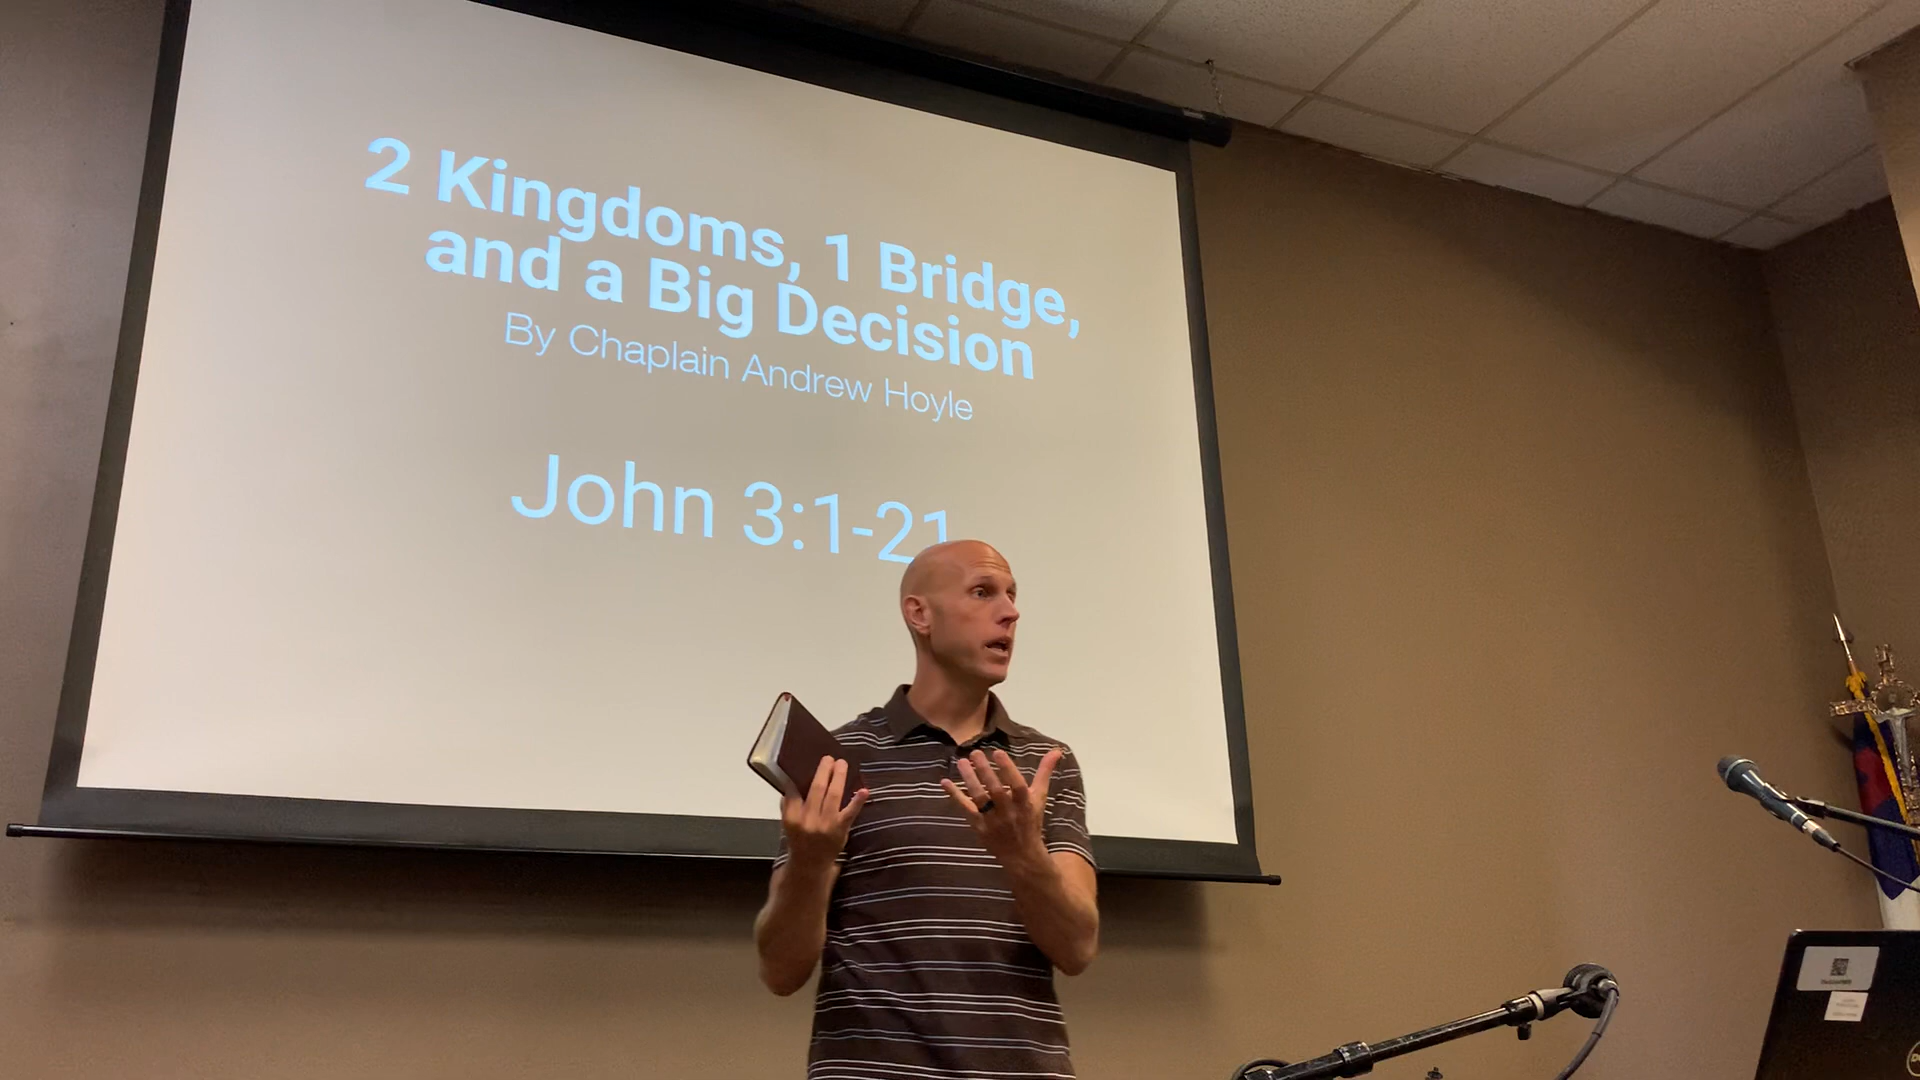 2 Kingdoms, 1 Bridge,
and a Big Decision
By Chaplain Andrew Hoyle
John 3:1-21